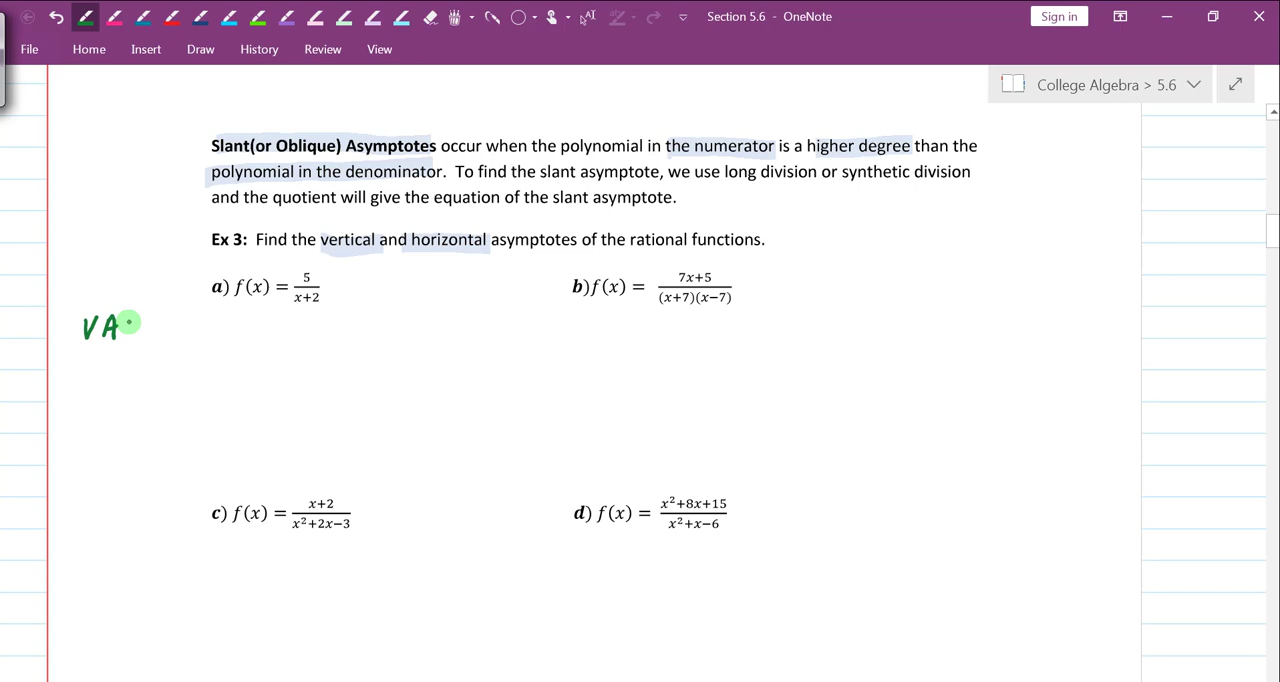 Section 5.6 - OneNote
Sign in
File Home Insert Draw History Review View
College Algebra > 5.6
Slant(or Oblique) Asymptotes occur when the polynomial in the numerator is a higher degree than the
polynomial in the denominator. To find the slant asymptote, we use long division or synthetic division
and the quotient will give the equation of the slant asymptote.
Ex 3: Find the vertical and horizontal asymptotes of the rational functions.
a) f(x) = 5/(x+2)
b) f(x) = (7x+5)/((x+7)(x−7))
VA
c) f(x) = (x+2)/(x²+2x−3)
d) f(x) = (x²+8x+15)/(x²+x−6)